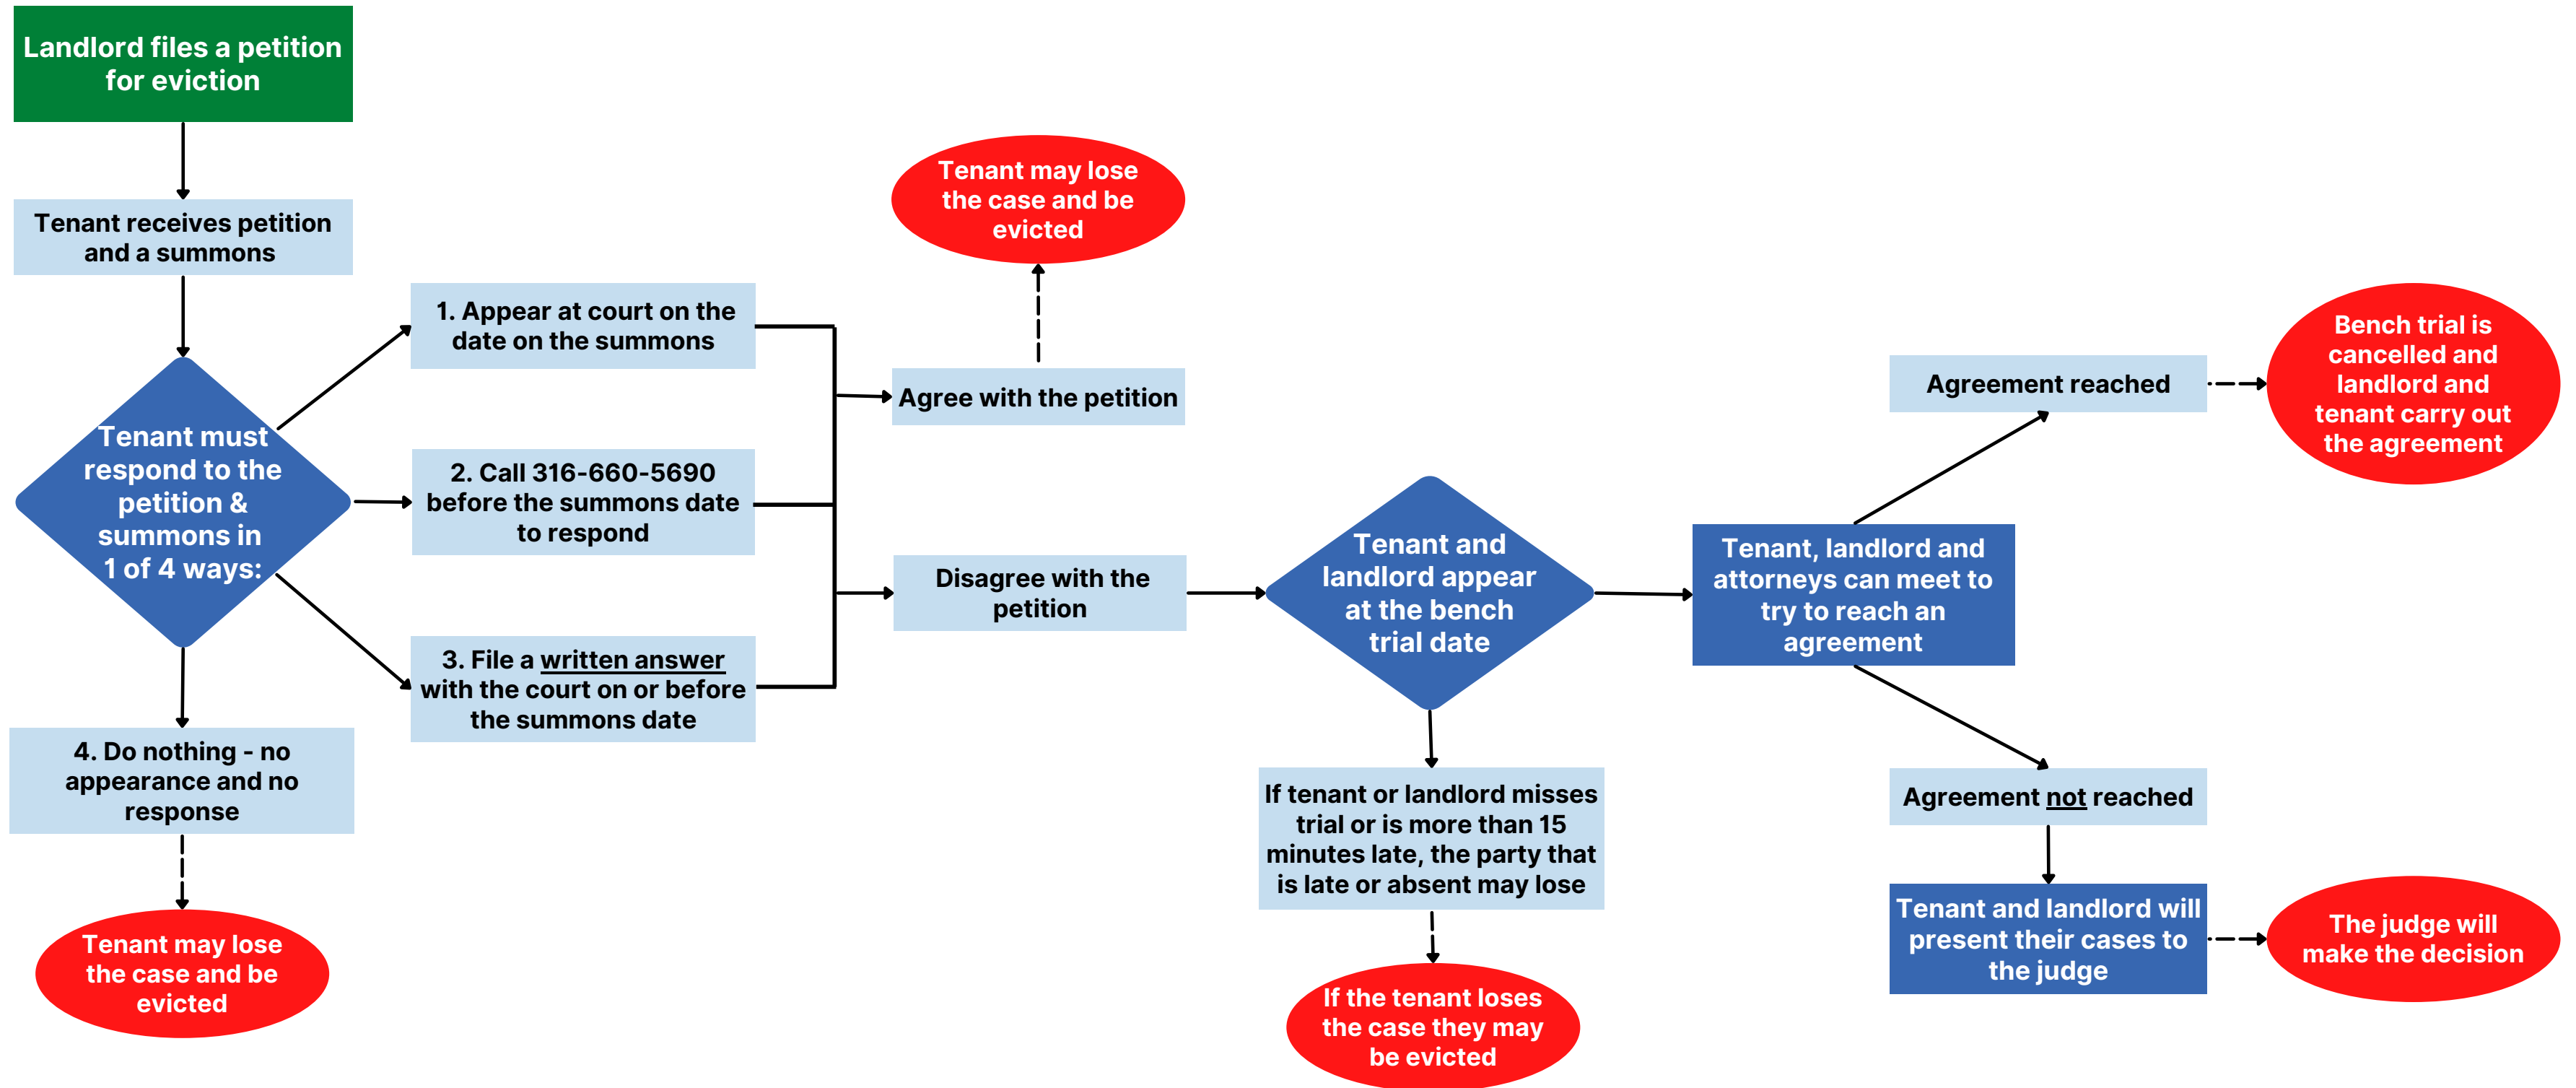 Landlord files a petition
for eviction
Tenant receives petition
and a summons
Tenant must
respond to the
petition &
summons in
1 of 4 ways:
1. Appear at court on the
date on the summons
2. Call 316-660-5690
before the summons date
to respond
3. File a written answer
with the court on or before
the summons date
4. Do nothing - no
appearance and no
response
Tenant may lose
the case and be
evicted
Tenant may lose
the case and be
evicted
Agree with the petition
Disagree with the
petition
Tenant and
landlord appear
at the bench
trial date
If tenant or landlord misses
trial or is more than 15
minutes late, the party that
is late or absent may lose
If the tenant loses
the case they may
be evicted
Tenant, landlord and
attorneys can meet to
try to reach an
agreement
Agreement reached
Bench trial is
cancelled and
landlord and
tenant carry out
the agreement
Agreement not reached
Tenant and landlord will
present their cases to
the judge
The judge will
make the decision